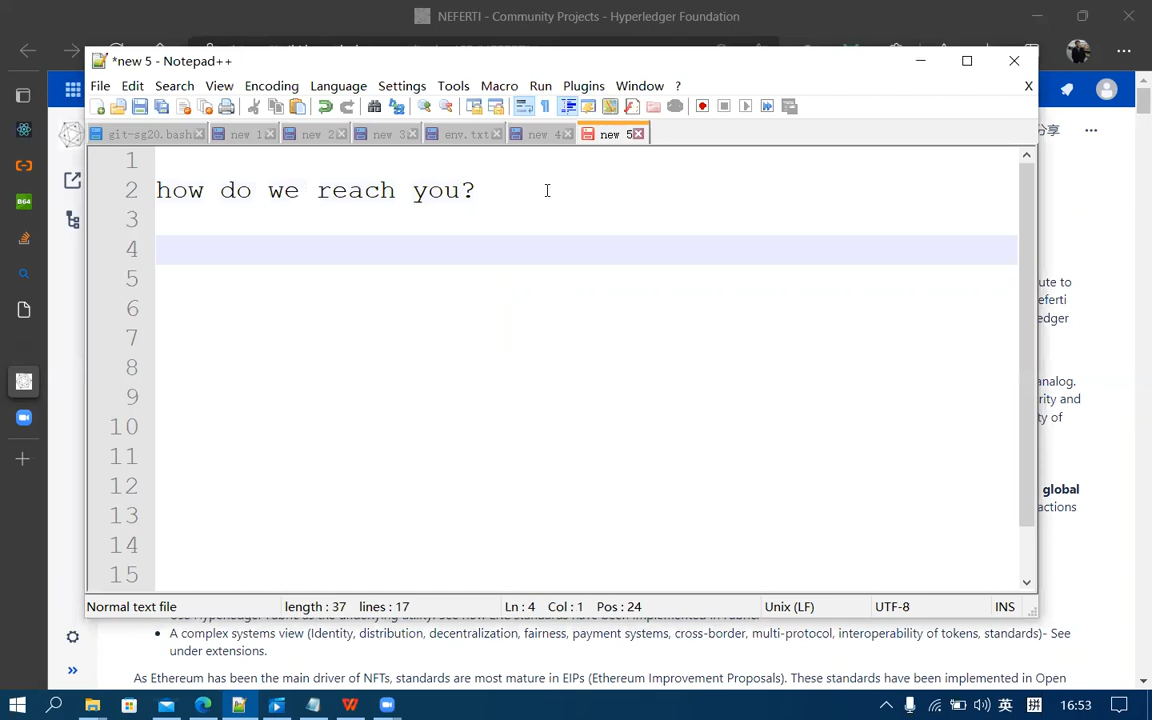 NEFERTI - Community Projects - Hyperledger Foundation
*new 5 - Notepad++
File Edit Search View Encoding Language Settings Tools Macro Run Plugins Window ? X
git-sg20.bash new 1 new 2 new 3 env.txt new 4 new 5
分享
1
2 how do we reach you?
3
4
5
6
7
8
9
10
11
12
13
14
15
B64
ute to
eferti
edger
analog.
rity and
ty of
global
actions
Normal text file length : 37 lines : 17 Ln : 4 Col : 1 Pos : 24 Unix (LF) UTF-8 INS
• A complex systems view (Identity, distribution, decentralization, fairness, payment systems, cross-border, multi-protocol, interoperability of tokens, standards)- See
under extensions.
As Ethereum has been the main driver of NFTs, standards are most mature in EIPs (Ethereum Improvement Proposals). These standards have been implemented in Open
英 拼 16:53